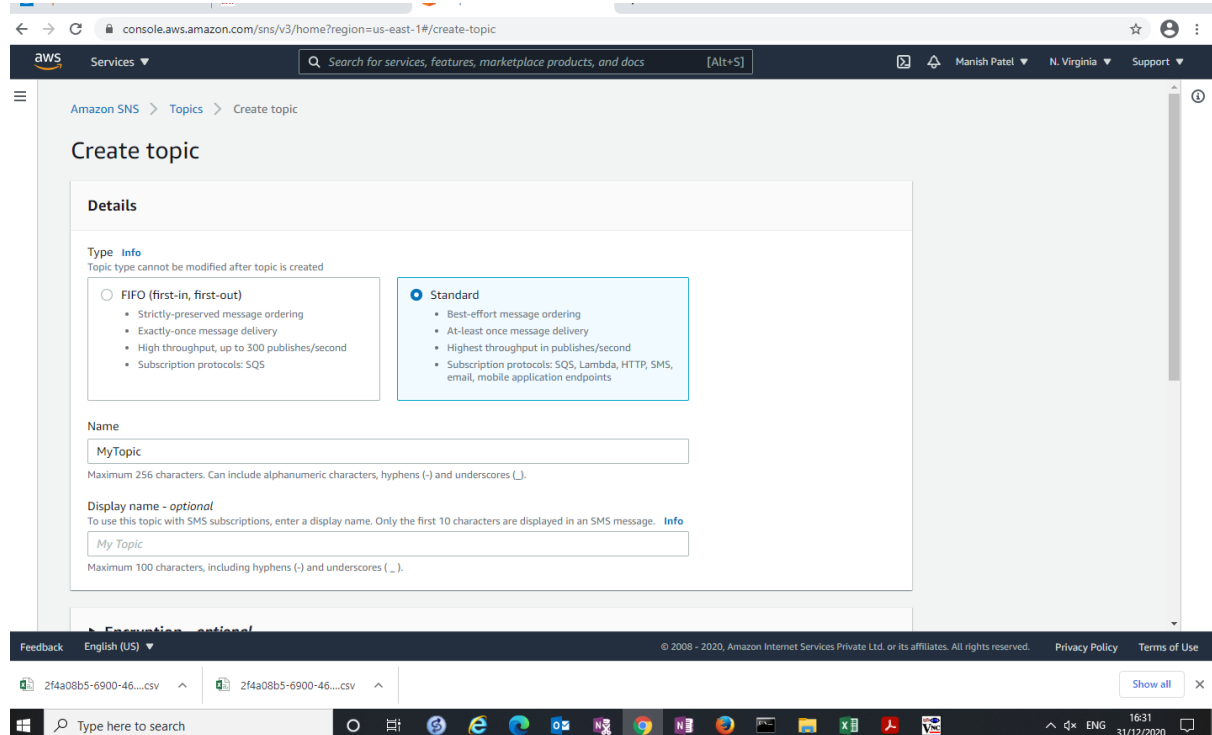 console.aws.amazon.com/sns/v3/home?region=us-east-1#/create-topic
aws Services ▼ Search for services, features, marketplace products, and docs [Alt+S] Manish Patel ▼ N. Virginia ▼ Support ▼
Amazon SNS > Topics > Create topic
Create topic
Details
Type Info
Topic type cannot be modified after topic is created
FIFO (first-in, first-out)
• Strictly-preserved message ordering
• Exactly-once message delivery
• High throughput, up to 300 publishes/second
• Subscription protocols: SQS
Standard
• Best-effort message ordering
• At-least once message delivery
• Highest throughput in publishes/second
• Subscription protocols: SQS, Lambda, HTTP, SMS,
email, mobile application endpoints
Name
MyTopic
Maximum 256 characters. Can include alphanumeric characters, hyphens (-) and underscores (_).
Display name - optional
To use this topic with SMS subscriptions, enter a display name. Only the first 10 characters are displayed in an SMS message. Info
My Topic
Maximum 100 characters, including hyphens (-) and underscores ( _ ).
Encryption - optional
Feedback English (US) ▼ © 2008 - 2020, Amazon Internet Services Private Ltd. or its affiliates. All rights reserved. Privacy Policy Terms of Use
2f4a08b5-6900-46....csv 2f4a08b5-6900-46....csv Show all
Type here to search ENG 16:31
31/12/2020